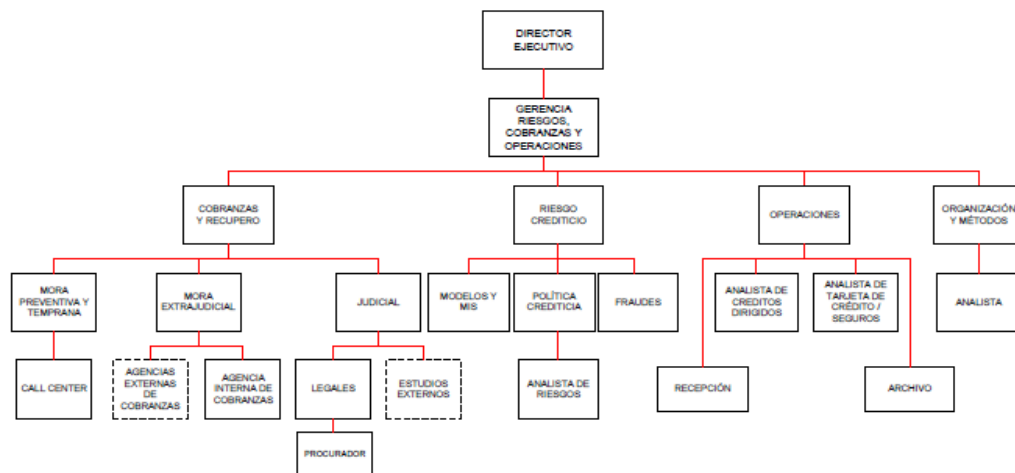 DIRECTOR
EJECUTIVO
GERENCIA
RIESGOS,
COBRANZAS Y
OPERACIONES
COBRANZAS
Y RECUPERO
RIESGO
CREDITICIO
OPERACIONES
ORGANIZACIÓN
Y MÉTODOS
MORA
PREVENTIVA Y
TEMPRANA
MORA
EXTRAJUDICIAL
JUDICIAL
MODELOS Y
MIS
POLÍTICA
CREDITICIA
FRAUDES
ANALISTA DE
CREDITOS
DIRIGIDOS
ANALISTA DE
TARJETA DE
CRÉDITO /
SEGUROS
ANALISTA
CALL CENTER
AGENCIAS
EXTERNAS
DE
COBRANZAS
AGENCIA
INTERNA DE
COBRANZAS
LEGALES
ESTUDIOS
EXTERNOS
ANALISTA DE
RIESGOS
RECEPCIÓN
ARCHIVO
PROCURADOR